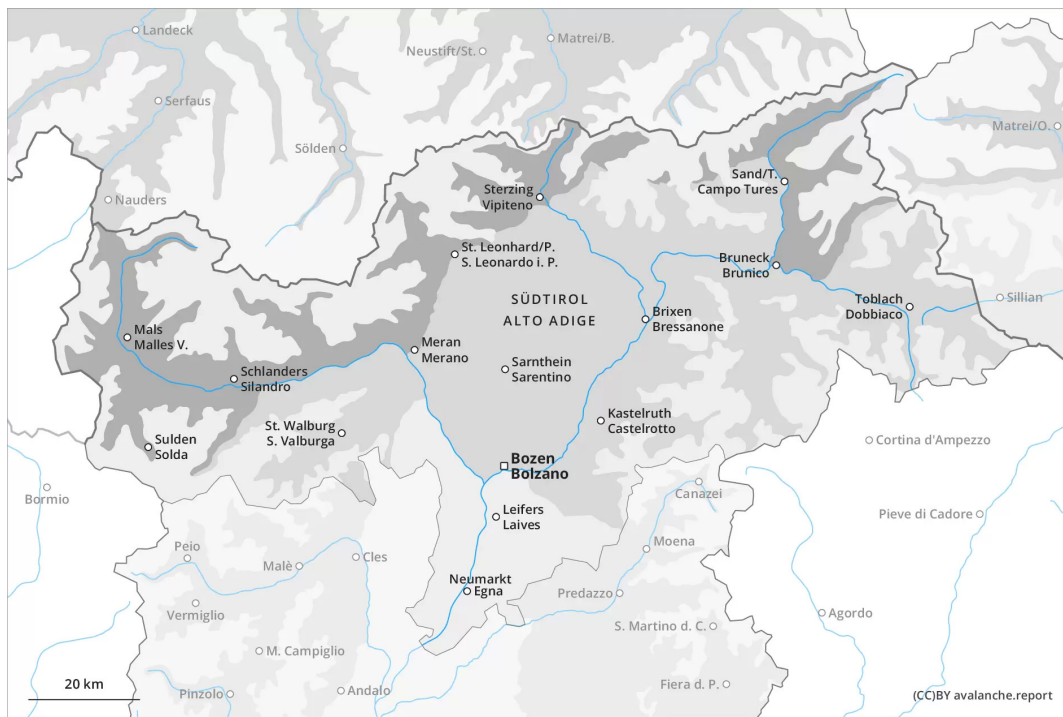 Landeck
Matrei/B.
Neustift/St.
Serfaus
Matrei/O.
Sölden
Sand/T.
Campo Tures
Sterzing
Vipiteno
Nauders
St. Leonhard/P.
S. Leonardo i. P.
Bruneck
Brunico
SÜDTIROL
ALTO ADIGE
Toblach
Dobbiaco
Sillian
Brixen
Bressanone
Mals
Malles V.
Meran
Merano
Sarnthein
Sarentino
Schlanders
Silandro
St. Walburg
S. Valburga
Kastelruth
Castelrotto
Sulden
Solda
Cortina d'Ampezzo
Bozen
Bolzano
Bormio
Canazei
Leifers
Laives
Pieve di Cadore
Moena
Peio
Malè
Cles
Neumarkt
Egna
Predazzo
Vermiglio
Agordo
S. Martino d. C.
M. Campiglio
20 km
Pinzolo
Andalo
Fiera d. P.
(CC)BY avalanche.report